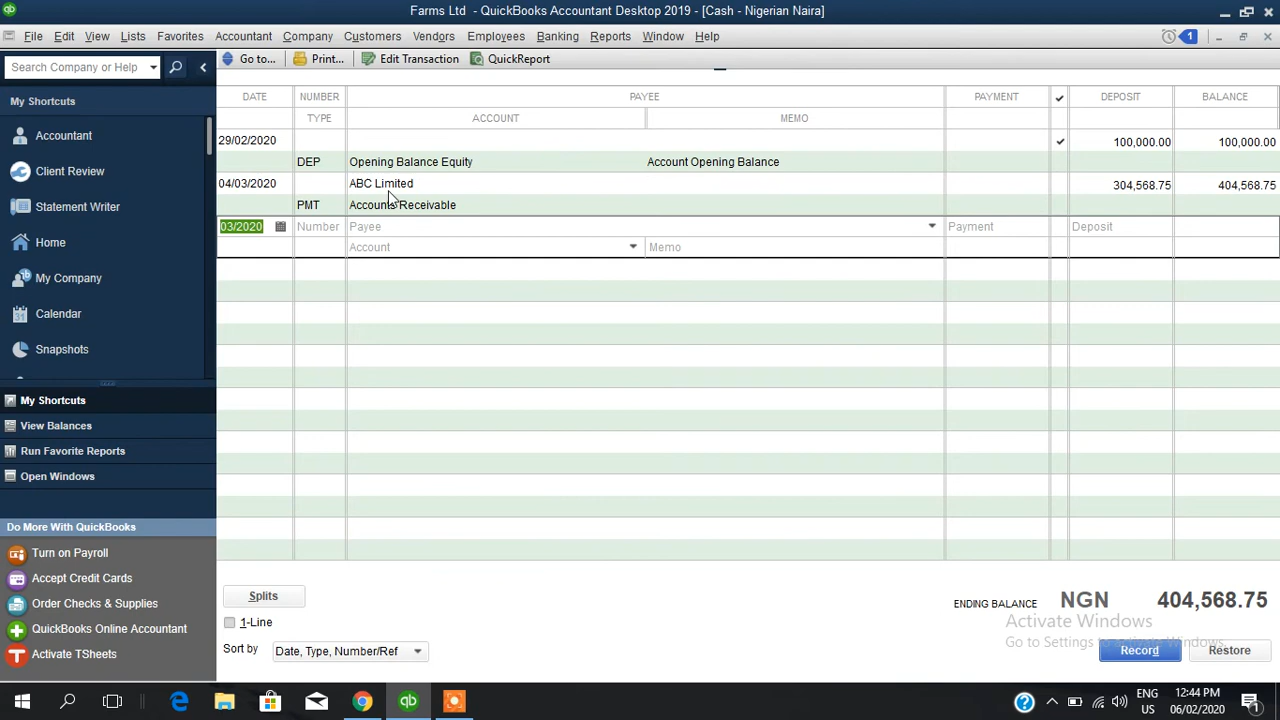 Farms Ltd - QuickBooks Accountant Desktop 2019 - [Cash - Nigerian Naira]
File Edit View Lists Favorites Accountant Company Customers Vendors Employees Banking Reports Window Help 1
Search Company or Help
Go to... Print... Edit Transaction QuickReport
My Shortcuts
Accountant
Client Review
Statement Writer
Home
My Company
Calendar
Snapshots
My Shortcuts
View Balances
Run Favorite Reports
Open Windows
Do More With QuickBooks
Turn on Payroll
Accept Credit Cards
Order Checks & Supplies
QuickBooks Online Accountant
Activate TSheets
DATE NUMBER PAYEE PAYMENT ✓ DEPOSIT BALANCE
TYPE ACCOUNT MEMO
29/02/2020 ✓ 100,000.00 100,000.00
DEP Opening Balance Equity Account Opening Balance
04/03/2020 ABC Limited 304,568.75 404,568.75
PMT Accounts Receivable
03/2020 Number Payee Payment Deposit
Account Memo
Splits
1-Line
Sort by Date, Type, Number/Ref
ENDING BALANCE NGN 404,568.75
Activate Windows
Go to Settings to activate Windows.
Record Restore
ENG 12:44 PM
US 06/02/2020 1